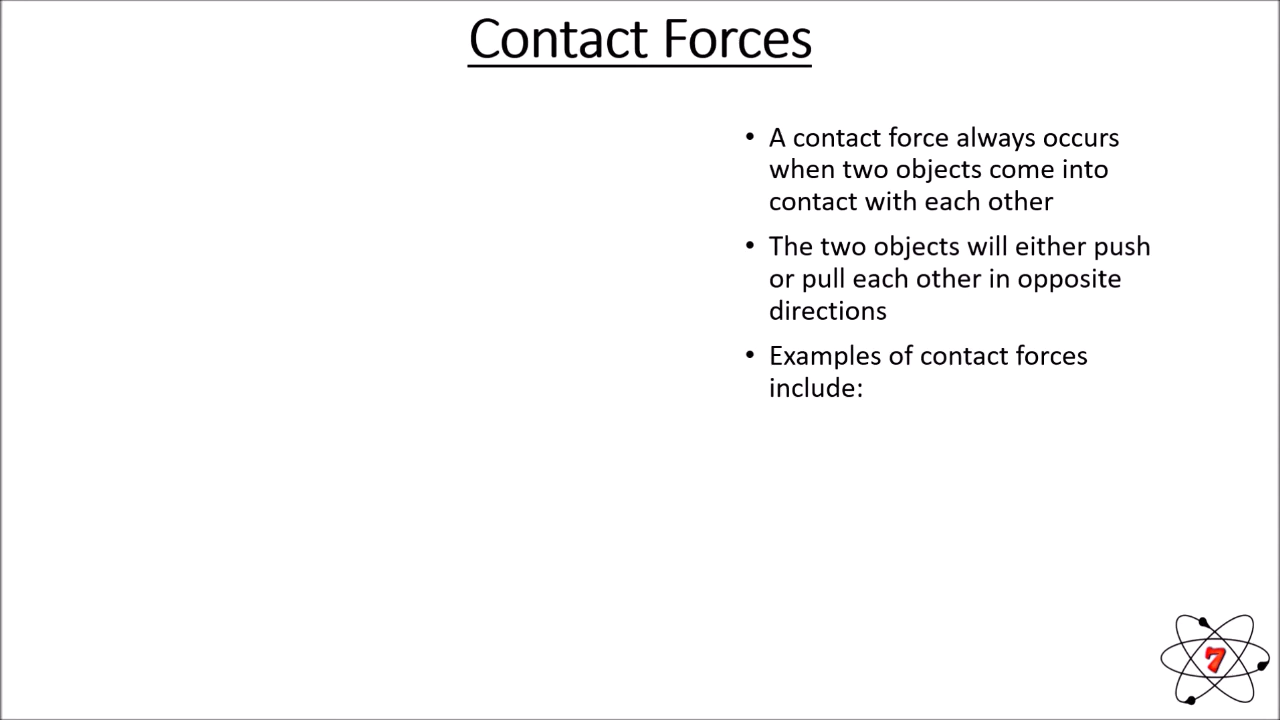 Contact Forces
• A contact force always occurs
when two objects come into
contact with each other
• The two objects will either push
or pull each other in opposite
directions
• Examples of contact forces
include:
7